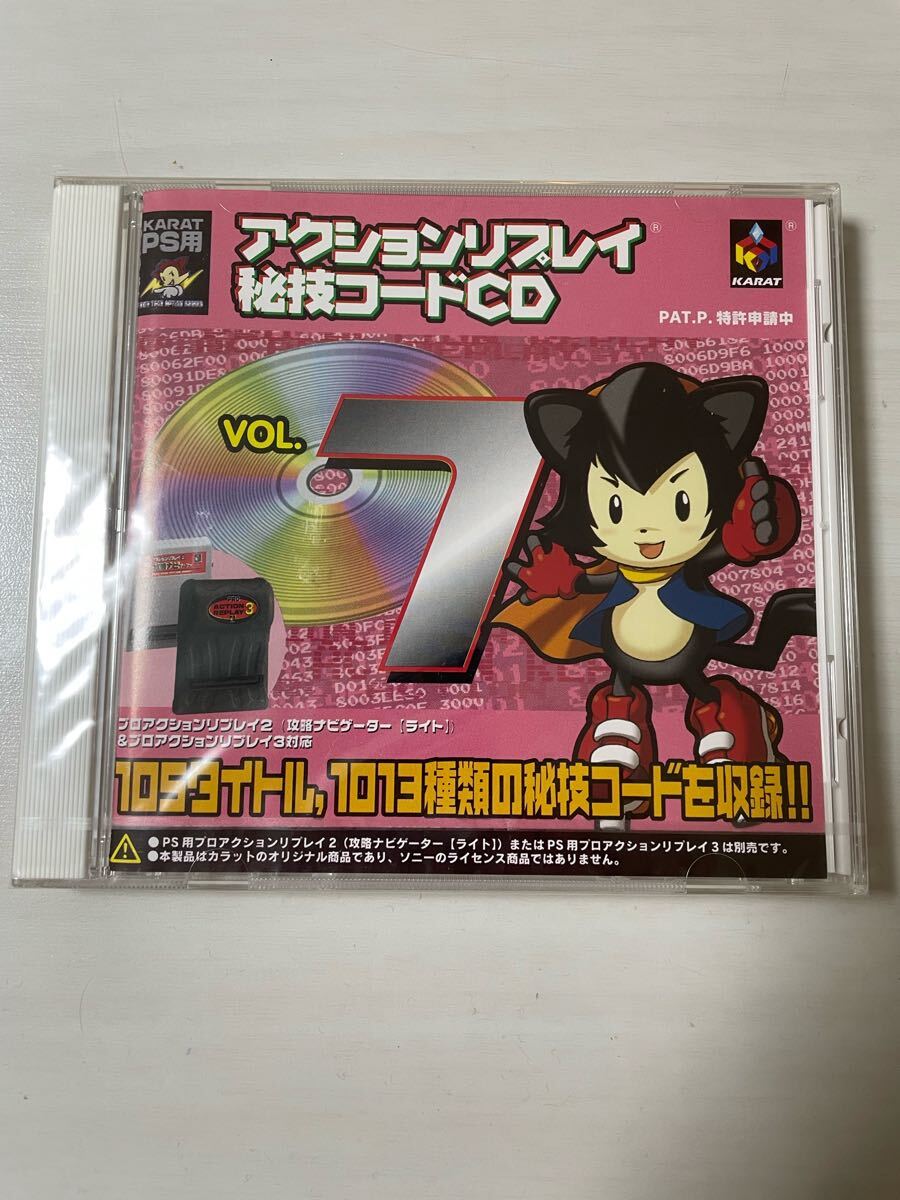 KARAT
PS用
アクションリプレイ®
秘技コードCD
KARAT
®
PAT.P. 特許申請中
VOL.
7
80062F00
8006D9F6 1000
8006D9BA 1000
ACTION
REPLAY
3
プロアクションリプレイ2（攻略ナビゲーター【ライト】）
&プロアクションリプレイ3対応
105タイトル,1013種類の秘技コードを収録!!
●PS用プロアクションリプレイ2（攻略ナビゲーター【ライト】）またはPS用プロアクションリプレイ3は別売です。
●本製品はカラットのオリジナル商品であり、ソニーのライセンス商品ではありません。